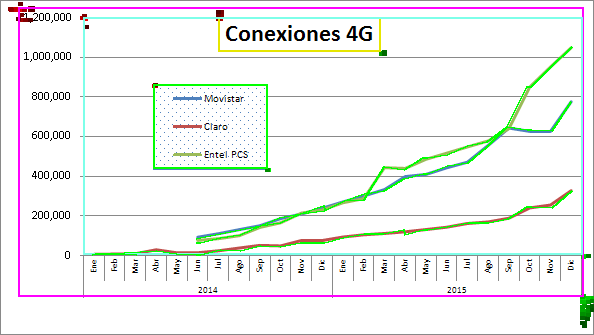 Conexiones 4G
1,200,000
1,000,000
800,000
600,000
400,000
200,000
0
Movistar
Claro
Entel PCS
Ene Feb Mar Abr May Jun Jul Ago Sep Oct Nov Dic Ene Feb Mar Abr May Jun Jul Ago Sep Oct Nov Dic
2014 2015